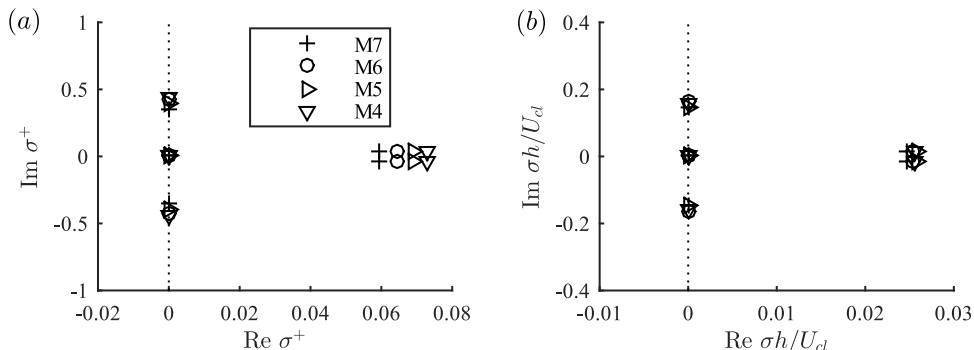 (a)
1
0.5
0
-0.5
-1
Im σ⁺
-0.02
0
0.02
0.04
0.06
0.08
Re σ⁺
M7
M6
M5
M4
(b)
0.4
0.2
0
-0.2
-0.4
Im σh/U_cl
-0.01
0
0.01
0.02
0.03
Re σh/U_cl